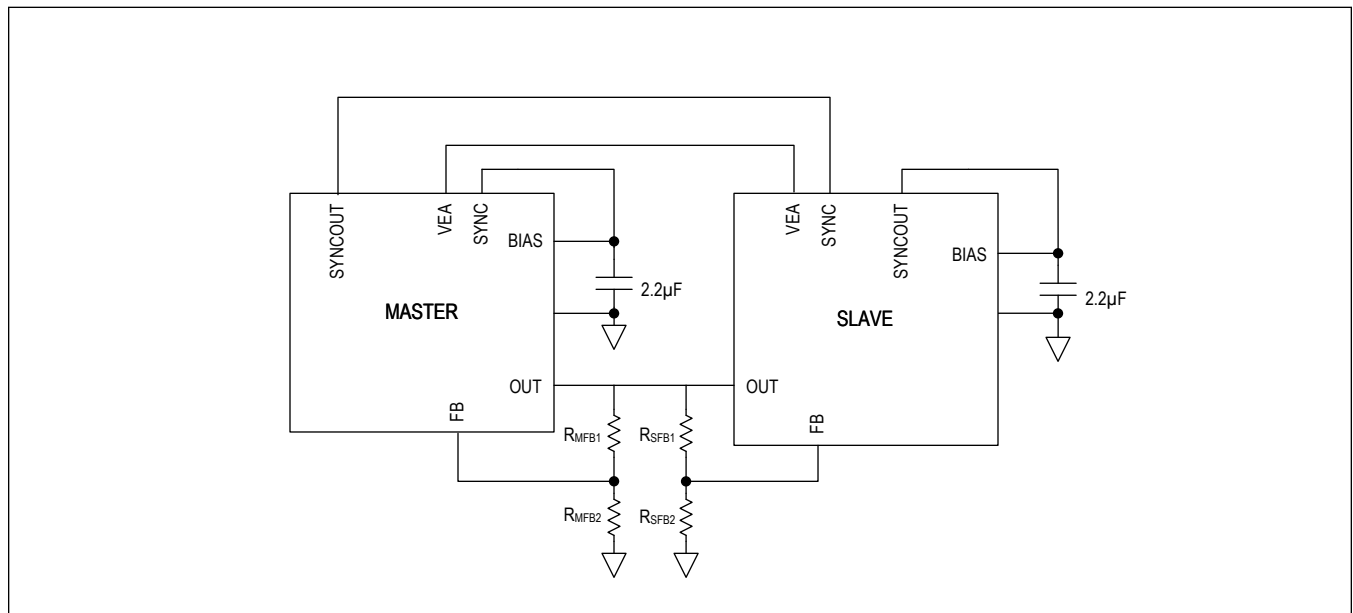 SYNCOUT
VEA
SYNC
BIAS
2.2µF
MASTER
OUT
FB
VEA
SYNC
SYNCOUT
BIAS
2.2µF
SLAVE
OUT
FB
RMFB1
RSFB1
RMFB2
RSFB2